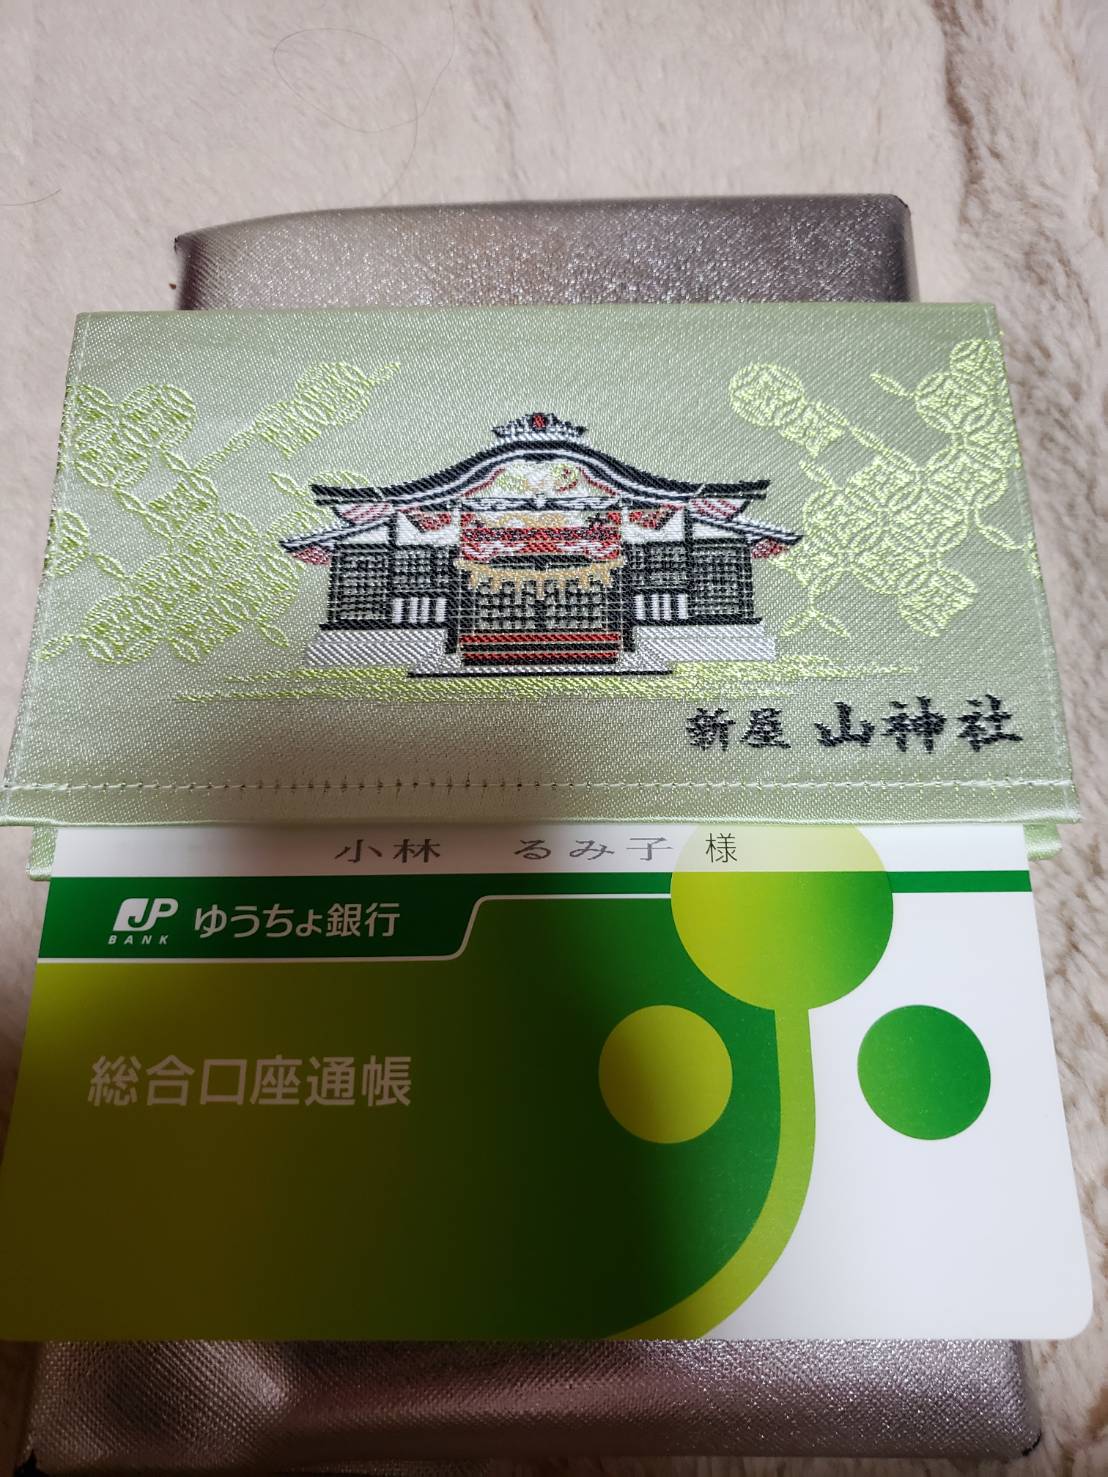 新屋 山神社
小林 るみ子 様
JP
BANK
ゆうちょ銀行
総合口座通帳